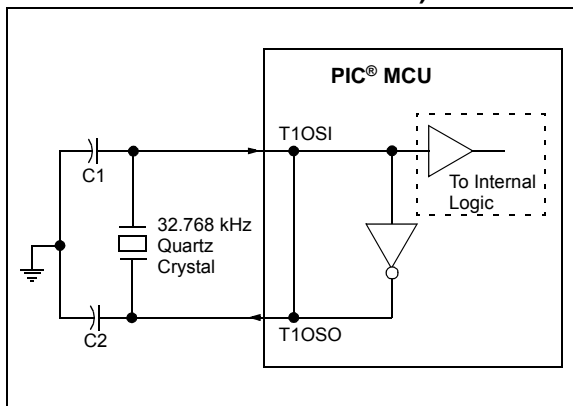 PIC® MCU
T1OSI
C1
To Internal
Logic
32.768 kHz
Quartz
Crystal
C2
T1OSO